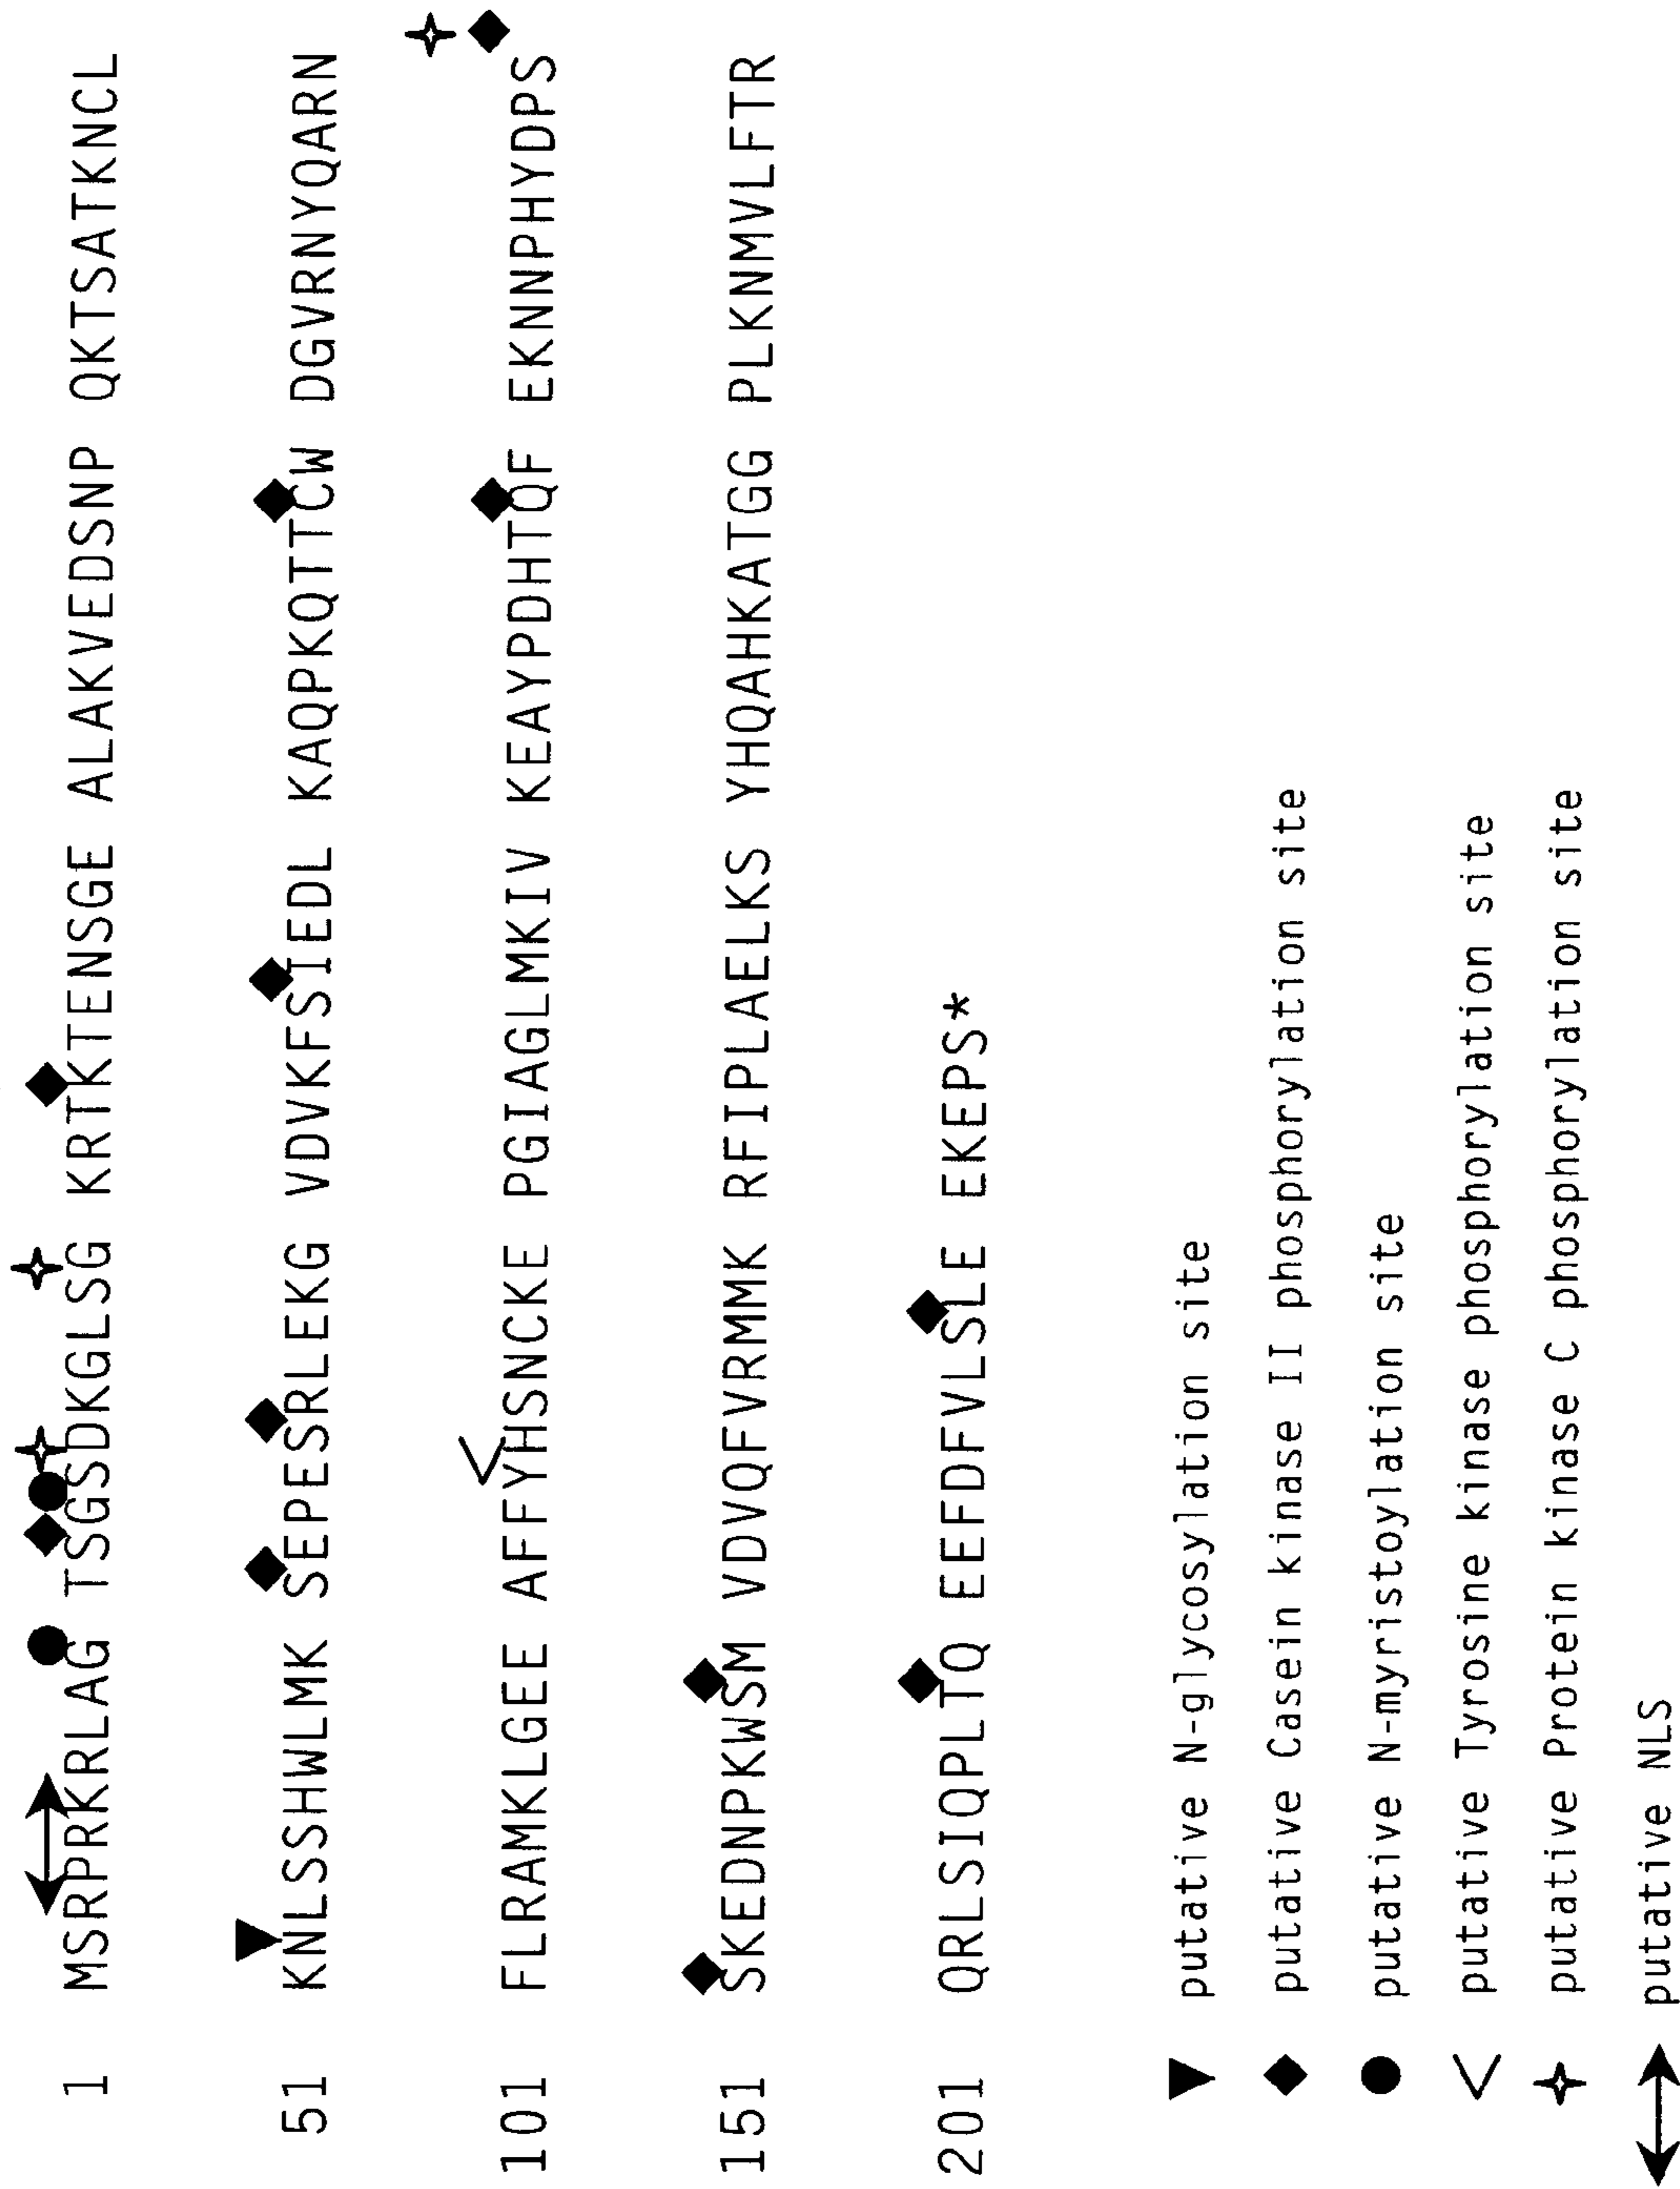 1 MSRPRKRLAG TSGSDKGLSG KRTKTENSGE ALAKVEDSNP QKTSATKNCL
51 KNLSSHWLMK SEPESRLEKG VDVKFSIEDL KAQPKQTTCW DGVRNYQARN
101 FLRAMKLGEE AFFYHSNCKE PGIAGLMKIV KEAYPDHTQF EKNNPHYDPS
151 SKEDNPKWSM VDVQFVRMMK RFIPLAELKS YHQAHKATGG PLKNMVLFTR
201 QRLSIQPLTQ EEFDFVLSLE EKEPS*
putative N-glycosylation site
putative Casein kinase II phosphorylation site
putative N-myristoylation site
putative Tyrosine kinase phosphorylation site
putative Protein kinase C phosphorylation site
putative NLS